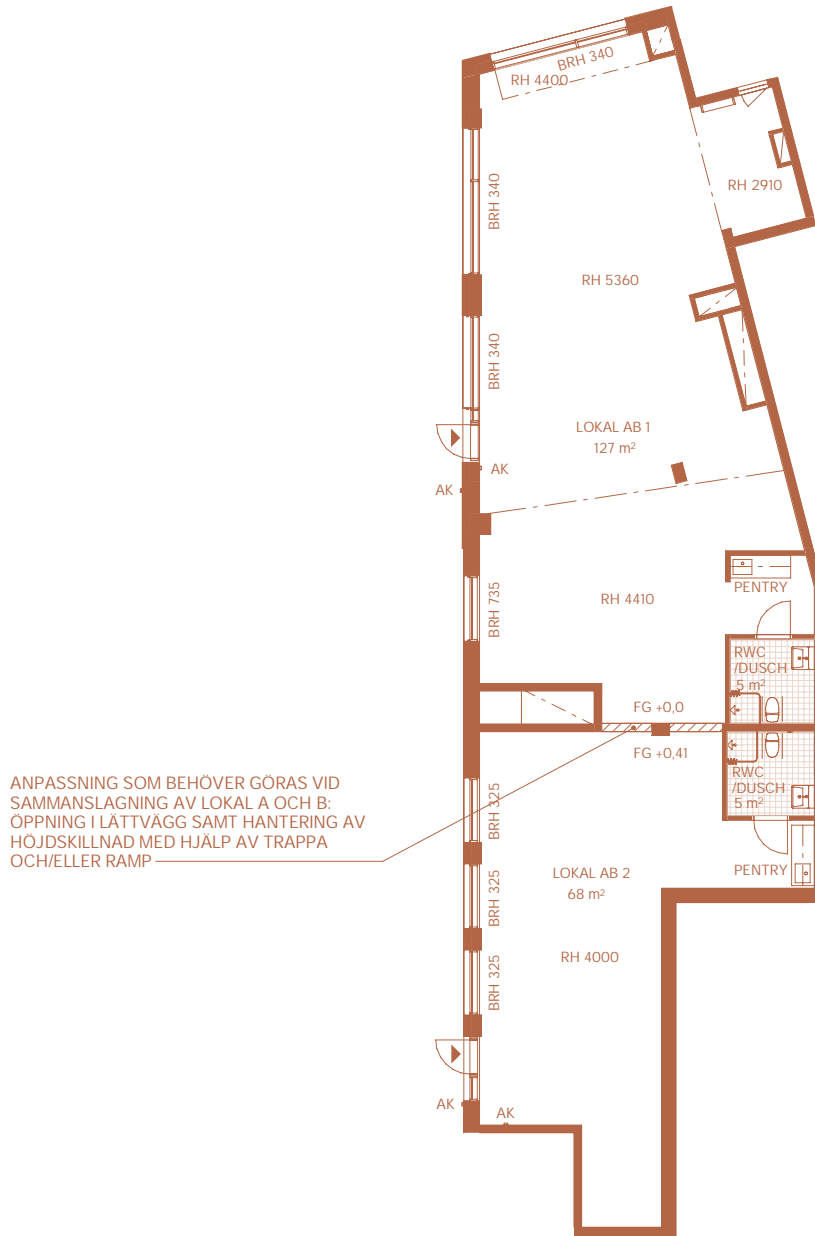 BRH 340
RH 4400
BRH 340
RH 2910
RH 5360
BRH 340
LOKAL AB 1
127 m²
AK
AK
BRH 735
RH 4410
PENTRY
RWC
/DUSCH
5 m²
FG +0,0
FG +0,41
RWC
/DUSCH
5 m²
ANPASSNING SOM BEHÖVER GÖRAS VID
SAMMANSLAGNING AV LOKAL A OCH B:
ÖPPNING I LÄTTVÄGG SAMT HANTERING AV
HÖJDSKILLNAD MED HJÄLP AV TRAPPA
OCH/ELLER RAMP
BRH 325
LOKAL AB 2
68 m²
PENTRY
BRH 325
RH 4000
BRH 325
AK
AK